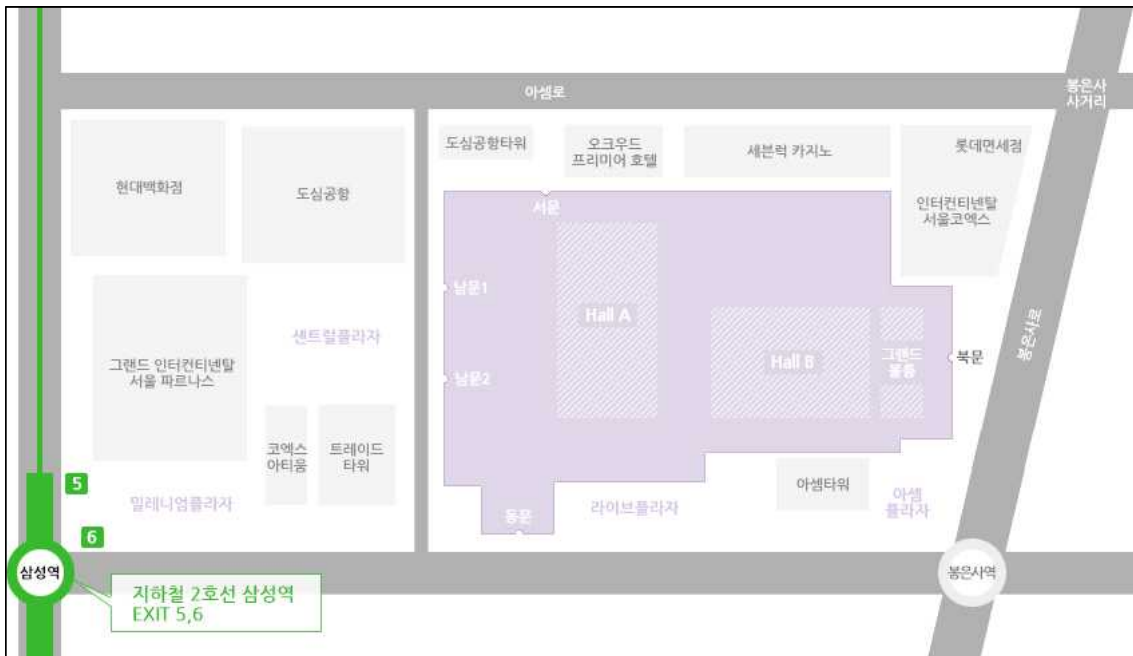 아셈로
봉은사
사거리
도심공항타워
오크우드
프리미어 호텔
세븐럭 카지노
롯데면세점
현대백화점
도심공항
인터컨티넨탈
서울코엑스
서문
남문1
Hall A
센트럴플라자
봉은사로
그랜드 인터컨티넨탈
서울 파르나스
남문2
Hall B
그랜드
볼룸
북문
코엑스
아티움
트레이드
타워
5
밀레니엄플라자
동문
라이브플라자
아셈타워
아셈
플라자
6
삼성역
봉은사역
지하철 2호선 삼성역
EXIT 5,6